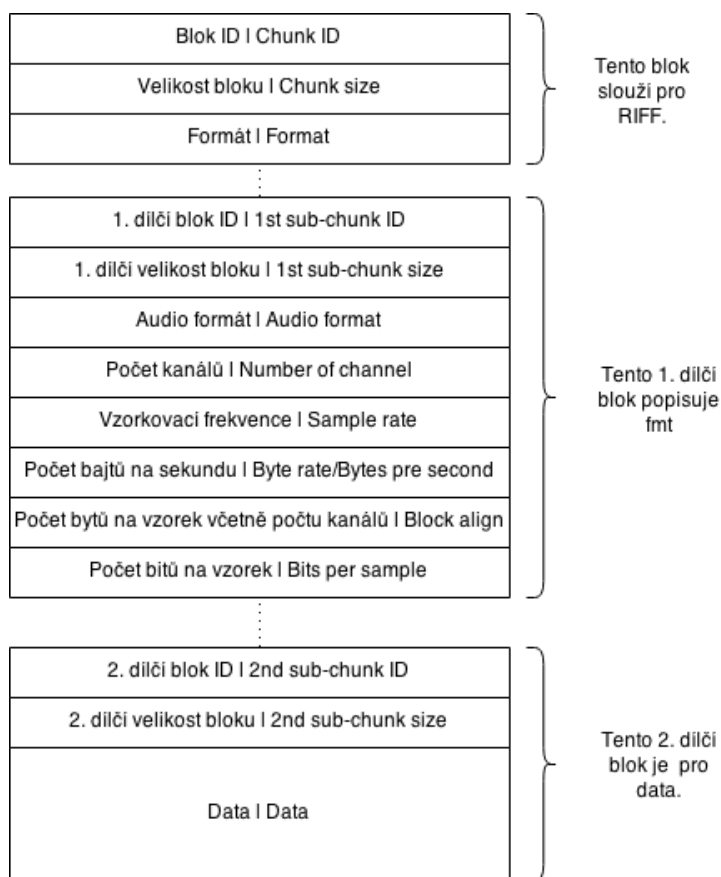 Blok ID | Chunk ID
Velikost bloku | Chunk size
Formát | Format
Tento blok
slouží pro
RIFF.
1. dílčí blok ID | 1st sub-chunk ID
1. dílčí velikost bloku | 1st sub-chunk size
Audio formát | Audio format
Počet kanálů | Number of channel
Vzorkovací frekvence | Sample rate
Počet bajtů na sekundu | Byte rate/Bytes pre second
Počet bytů na vzorek včetně počtu kanálů | Block align
Počet bitů na vzorek | Bits per sample
Tento 1. dílčí
blok popisuje
fmt
2. dílčí blok ID | 2nd sub-chunk ID
2. dílčí velikost bloku | 2nd sub-chunk size
Data | Data
Tento 2. dílčí
blok je pro
data.